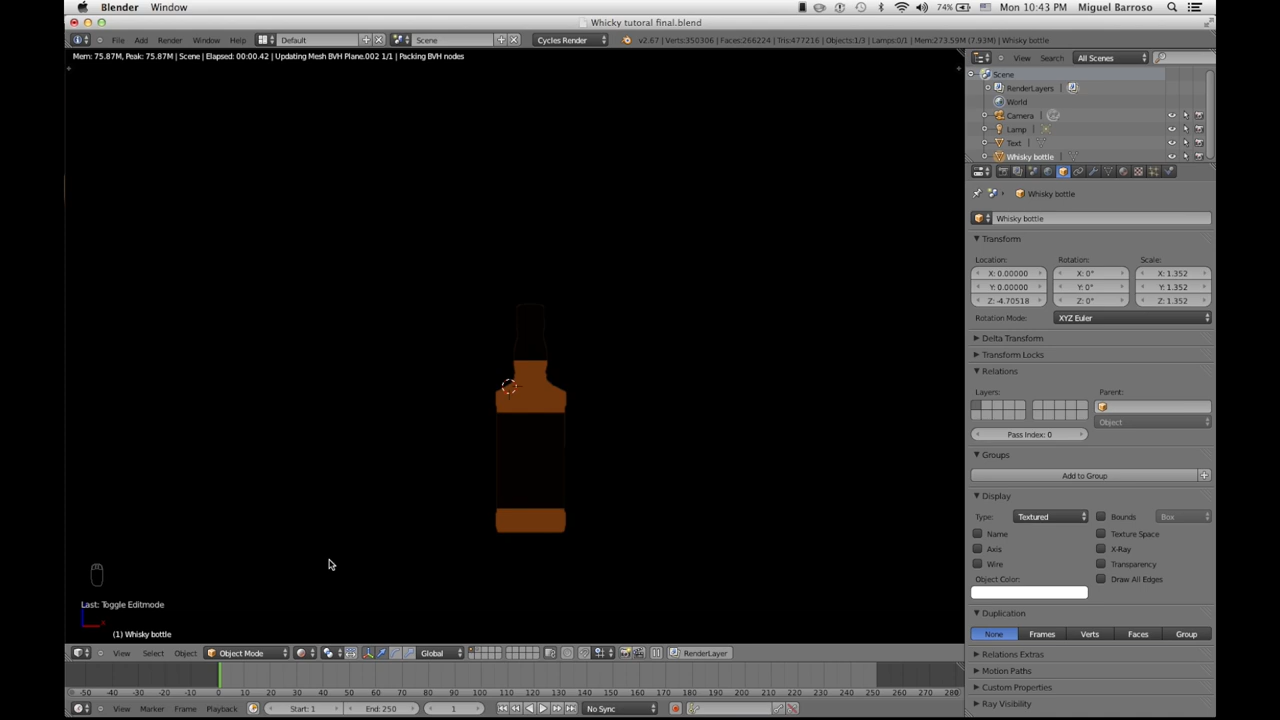 Blender Window 74% Mon 10:43 PM Miguel Barroso
Whicky tutoral final.blend
File Add Render Window Help Default Scene Cycles Render v2.67 | Verts:350306 | Faces:266224 | Tris:477216 | Objects:1/3 | Lamps:0/1 | Mem:273.59M (7.93M) | Whisky bottle
Mem: 75.87M, Peak: 75.87M | Scene | Elapsed: 00:00.42 | Updating Mesh BVH Plane.002 1/1 | Packing BVH nodes
View Search All Scenes
Scene
RenderLayers
World
Camera
Lamp
Text
Whisky bottle
Whisky bottle
Whisky bottle
Transform
Location: Rotation: Scale:
X: 0.00000 X: 0° X: 1.352
Y: 0.00000 Y: 0° Y: 1.352
Z: -4.70518 Z: 0° Z: 1.352
Rotation Mode: XYZ Euler
Delta Transform
Transform Locks
Relations
Layers: Parent:
Object
Pass Index: 0
Groups
Add to Group
Display
Type: Textured Bounds Box
Name Texture Space
Axis X-Ray
Wire Transparency
Object Color: Draw All Edges
Duplication
None Frames Verts Faces Group
Relations Extras
Motion Paths
Custom Properties
Ray Visibility
Last: Toggle Editmode
x
(1) Whisky bottle
View Select Object Object Mode Global RenderLayer
-50 -40 -30 -20 -10 0 10 20 30 40 50 60 70 80 90 100 110 120 130 140 150 160 170 180 190 200 210 220 230 240 250 260 270 280
View Marker Frame Playback Start: 1 End: 250 1 No Sync